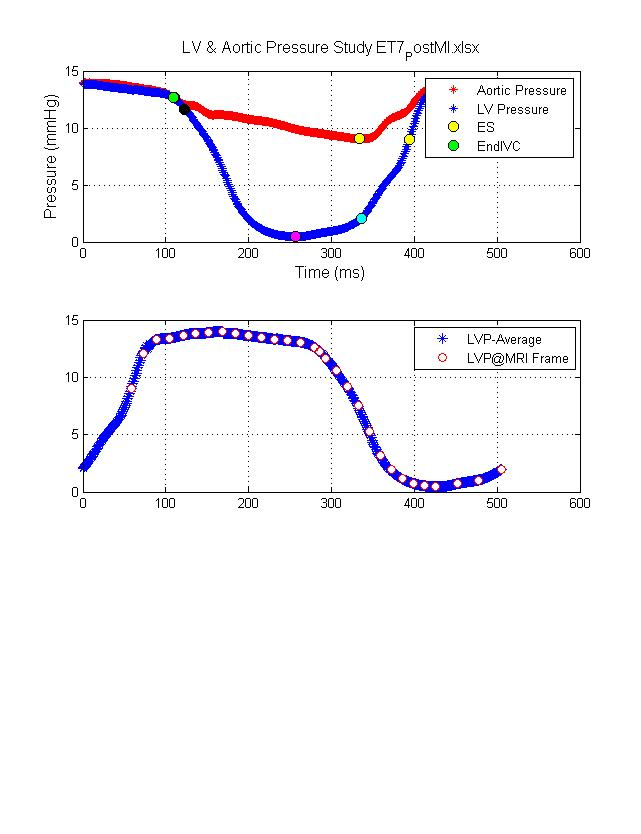 LV & Aortic Pressure Study ET7PostMI.xlsx
15
10
5
0
Pressure (mmHg)
Aortic Pressure
LV Pressure
ES
EndIVC
0 100 200 300 400 500 600
Time (ms)
15
10
5
0
LVP-Average
LVP@MRI Frame
0 100 200 300 400 500 600